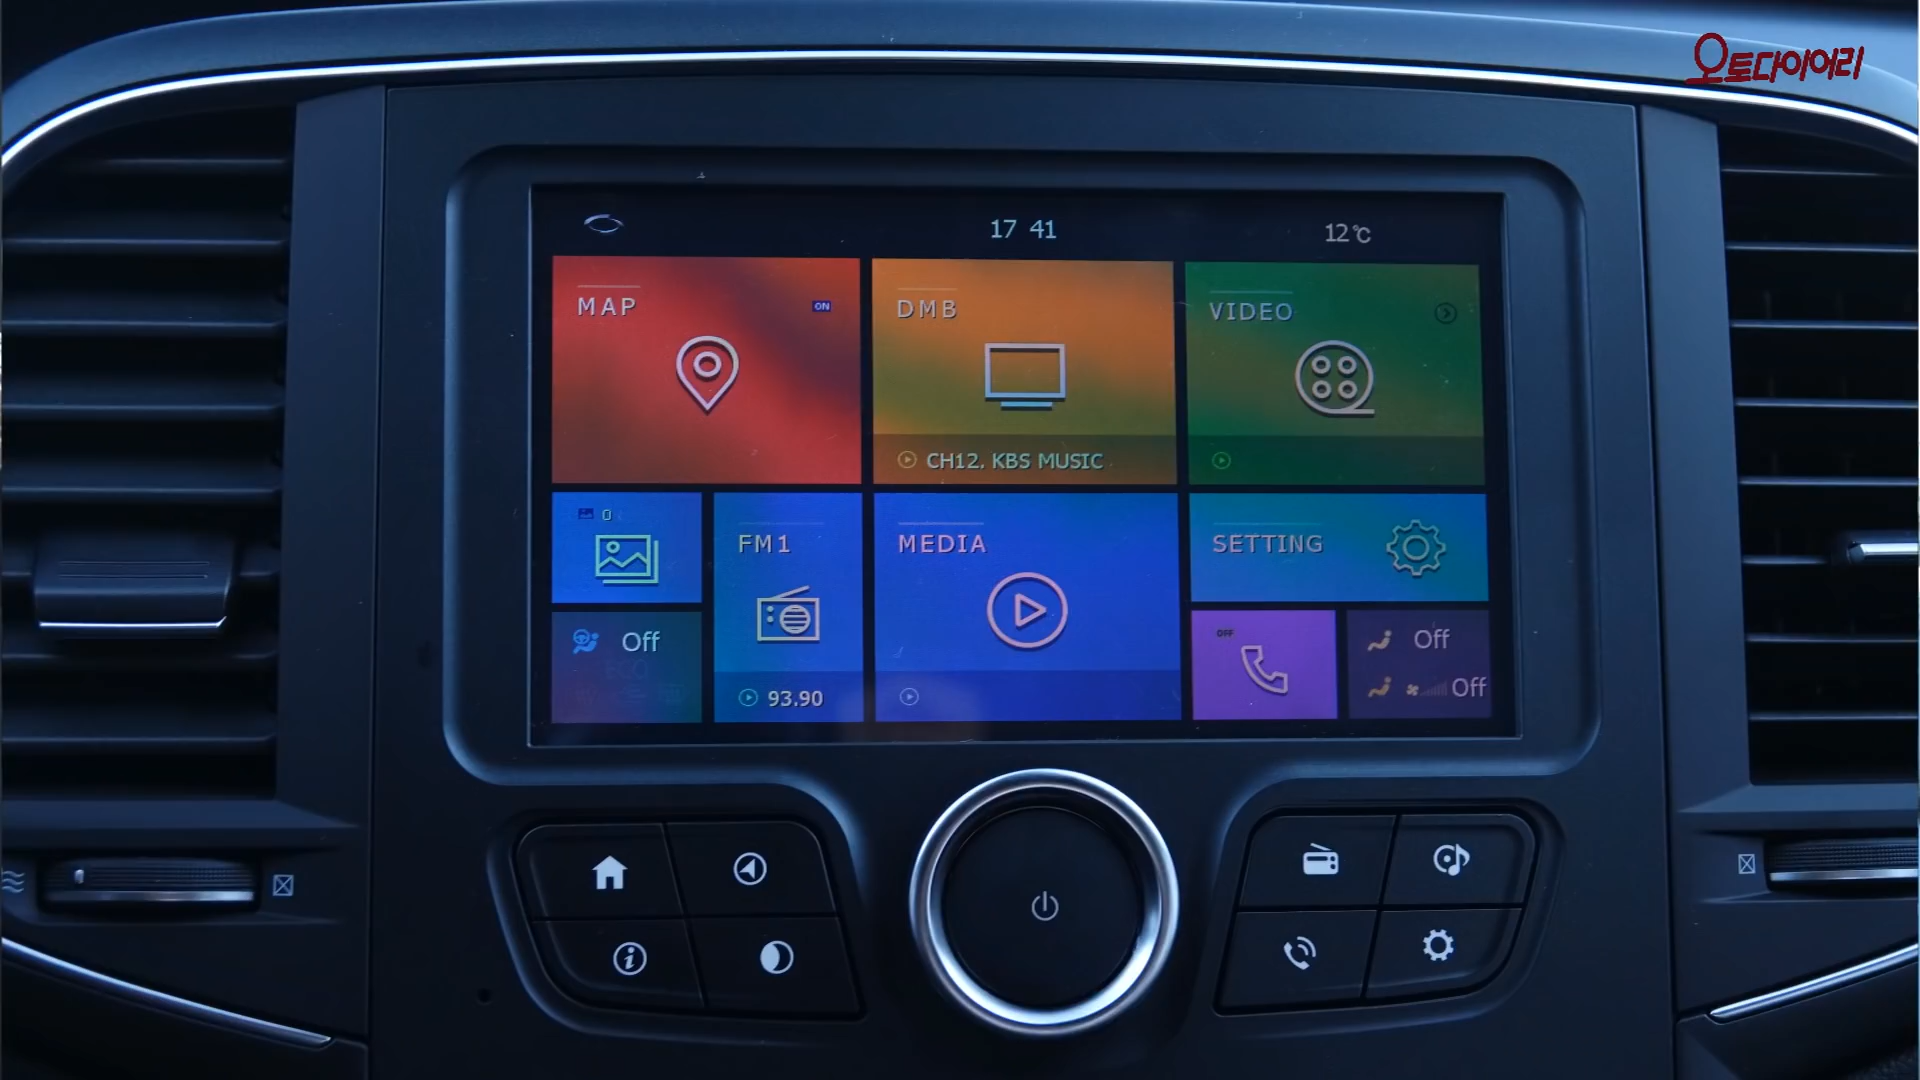 오토다이어리
17 41
12℃
MAP
ON
DMB
CH12. KBS MUSIC
VIDEO
0
FM1
93.90
MEDIA
SETTING
Off
ECO
OFF
Off
Off